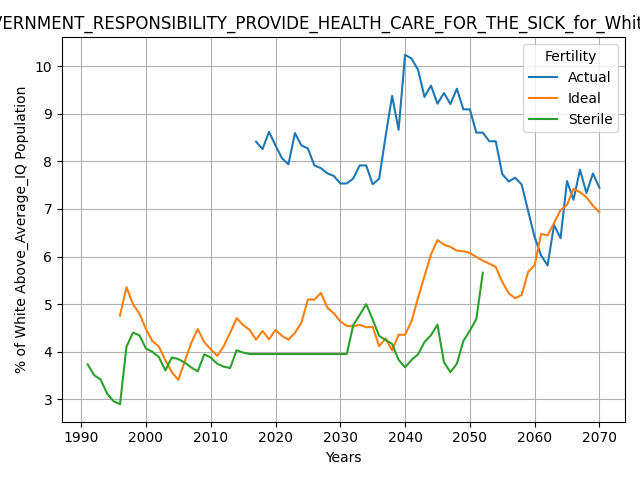 VERNMENT_RESPONSIBILITY_PROVIDE_HEALTH_CARE_FOR_THE_SICK_for_Whit
Fertility
Actual
Ideal
Sterile
% of White Above_Average_IQ Population
10
9
8
7
6
5
4
3
1990 2000 2010 2020 2030 2040 2050 2060 2070
Years